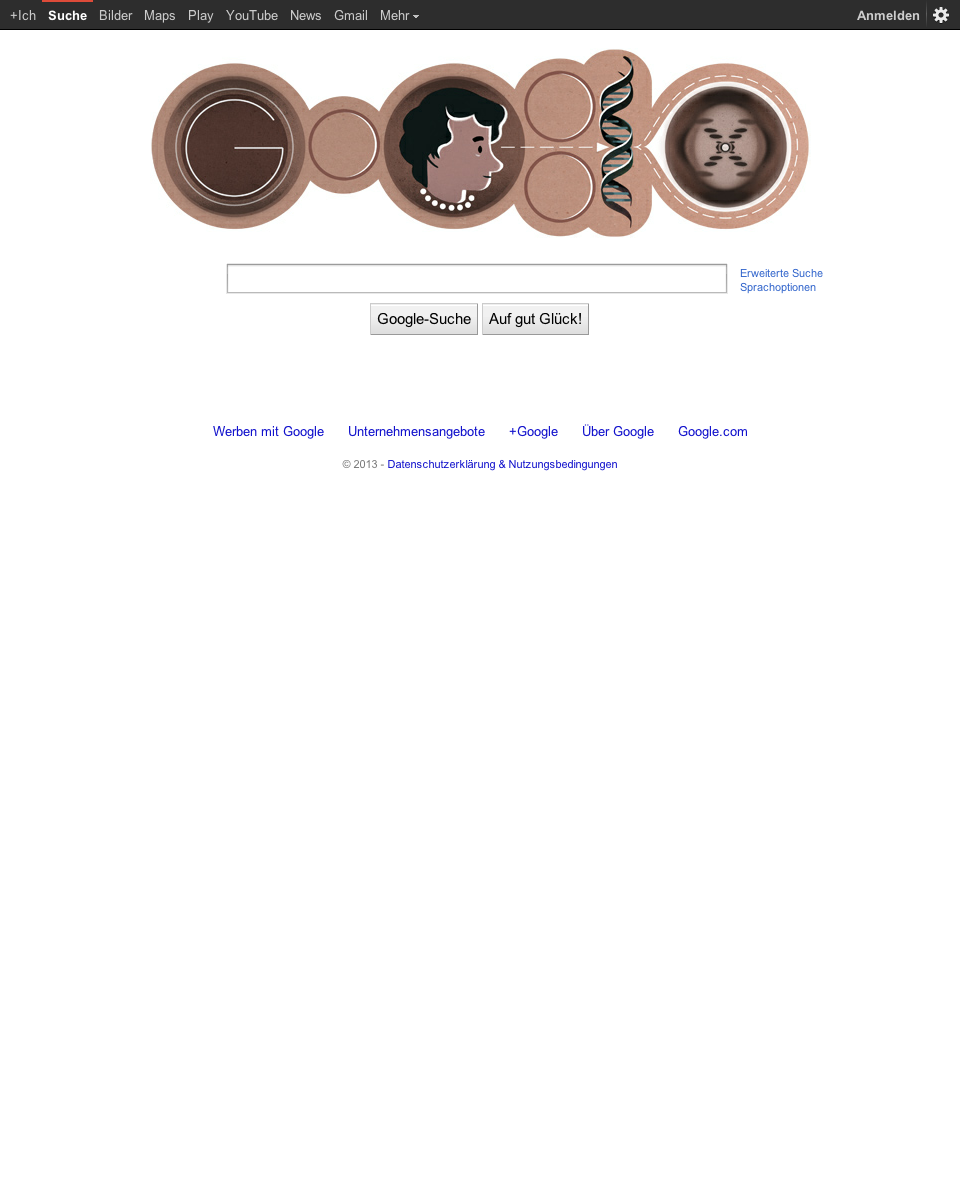 +Ich Suche Bilder Maps Play YouTube News Gmail Mehr Anmelden
Erweiterte Suche
Sprachoptionen
Google-Suche Auf gut Glück!
Werben mit Google Unternehmensangebote +Google Über Google Google.com
© 2013 - Datenschutzerklärung & Nutzungsbedingungen